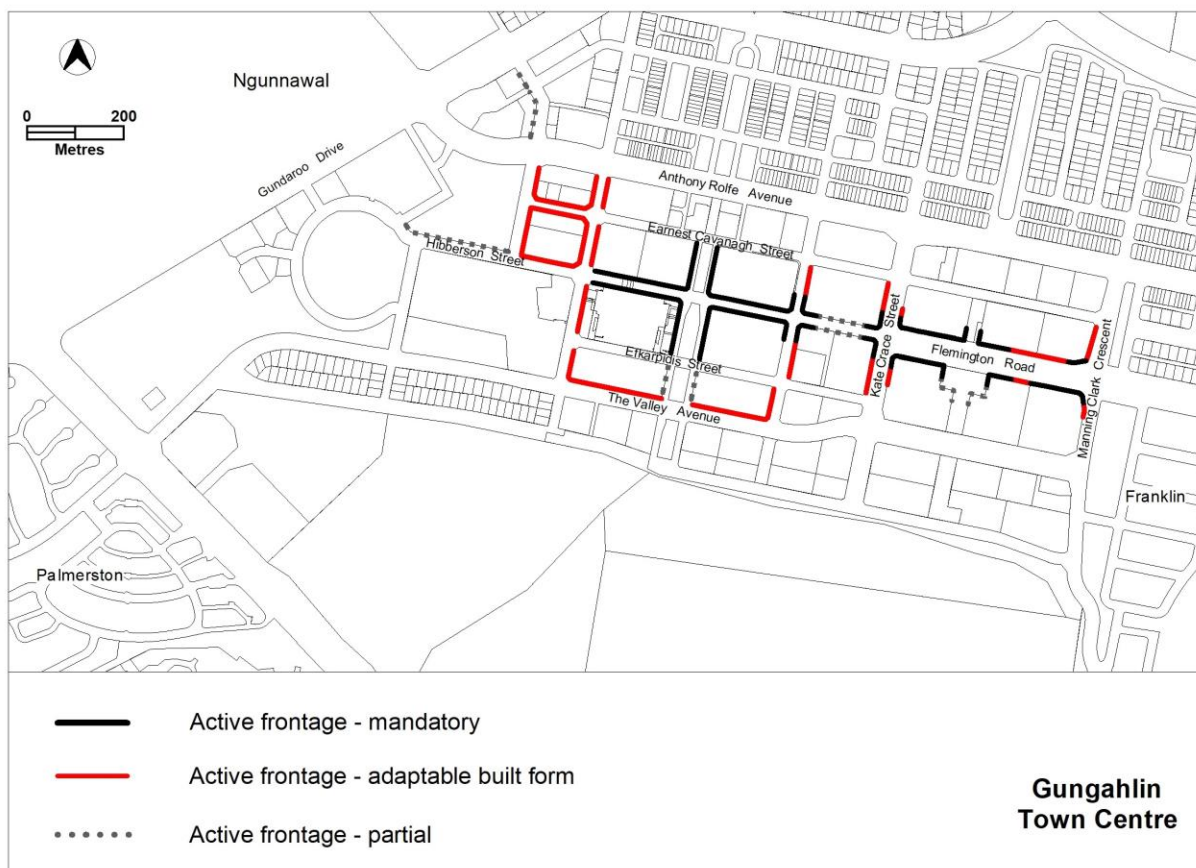 Ngunnawal
0 200
Metres
Gundaroo Drive
Anthony Rolfe Avenue
Earnest Cavanagh Street
Hibberson Street
Kate Crace Street
Flemington Road
Efkarpidis Street
Manning Clark Crescent
The Valley Avenue
Franklin
Palmerston
Active frontage - mandatory
Active frontage - adaptable built form
Active frontage - partial
Gungahlin
Town Centre